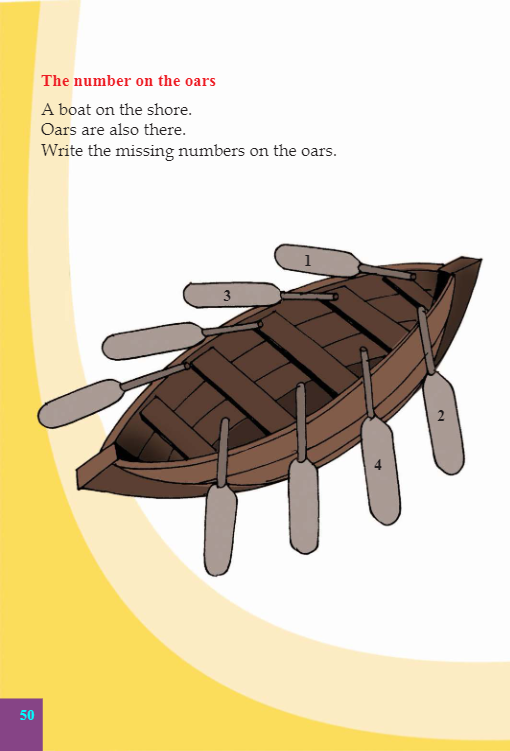 The number on the oars
A boat on the shore.
Oars are also there.
Write the missing numbers on the oars.
1
3
2
4
50